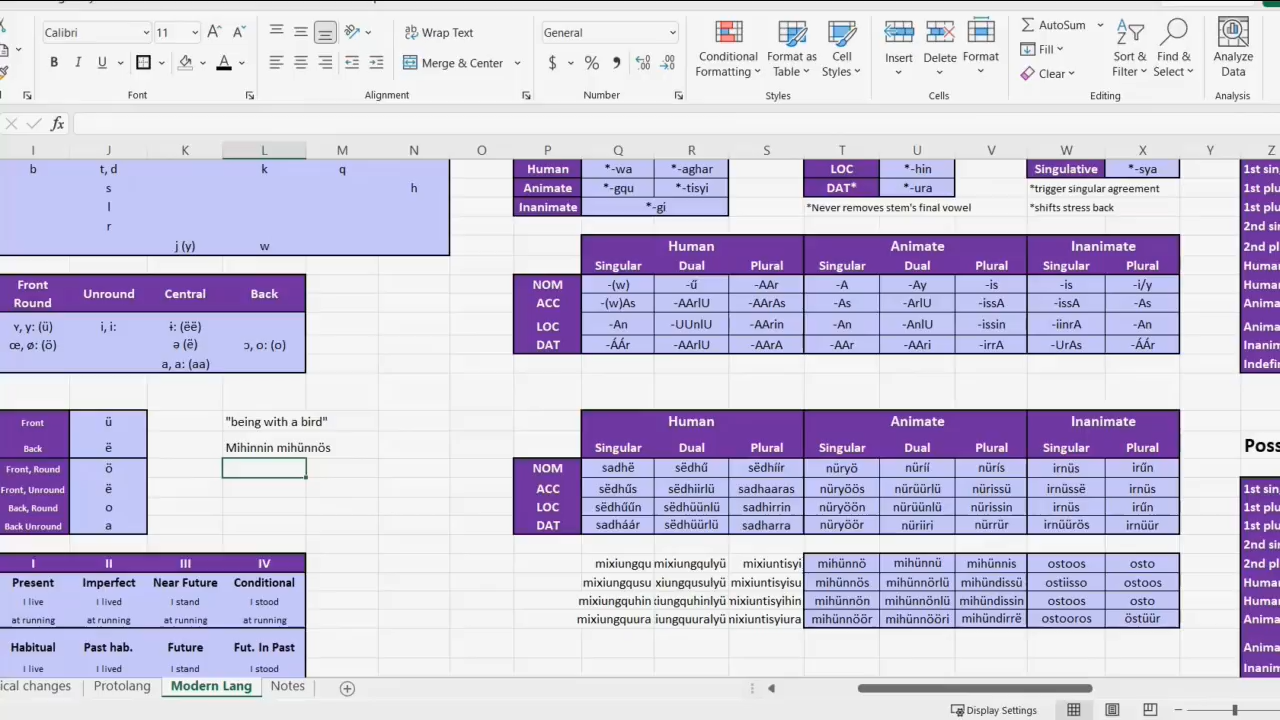 Calibri 11 Wrap Text General
AutoSum
Fill
Clear
Merge & Center
Conditional Formatting Format as Table Cell Styles Insert Delete Format Sort & Filter Find & Select Analyze Data
Font Alignment Number Styles Cells Editing Analysis
fx
I J K L M N O P Q R S T U V W X Y Z
b t, d k q
s h
l
r
j (y) w
Human *-wa *-aghar
Animate *-gqu *-tisyi
Inanimate *-gi
LOC *-hin
DAT* *-ura
*Never removes stem's final vowel
Singulative *-sya
*trigger singular agreement
*shifts stress back
Human Animate Inanimate
Singular Dual Plural Singular Dual Plural Singular Plural
NOM -(w) -ű -AAr -A -Ay -is -is -i/y
ACC -(w)As -AArlU -AArAs -As -ArlU -issA -issA -As
LOC -An -UUnlU -AArin -An -AnlU -issin -iinrA -An
DAT -ÁÁr -AArlU -AArA -AAr -AAri -irrA -UrAs -ÁÁr
Front Round Unround Central Back
ʏ, y: (ü) i, i: ɨ: (ëë)
œ, ø: (ö) ə (ë) ɔ, o: (o)
a, a: (aa)
Front ü
Back ë
Front, Round ö
Front, Unround ë
Back, Round o
Back Unround a
"being with a bird"
Mihinnin mihünnös
Human Animate Inanimate
Singular Dual Plural Singular Dual Plural Singular Plural
NOM sadhë sëdhű sëdhíír nüryö nürií nürís irnüs irűn
ACC sëdhűs sëdhiirlü sadhaaras nüryöös nürüürlü nürissü irnüssë irnüs
LOC sëdhűűn sëdhüünlü sadhirrin nüryöön nürüünlü nürissin irnüs irűn
DAT sadháár sëdhüürlü sadharra nüryöör nüriiri nürrür irnüürös irnüür
mixiungqu mixiungqulyü mixiuntisyi mihünnö mihünnü mihünnis ostoos osto
mixiungqusu xiungqusulyü mixiuntisyisu mihünnös mihünnörlü mihündissü ostiisso ostoos
mixiungquhin iungquhinlyü mixiuntisyihin mihünnön mihünnönlü mihündissin ostoos osto
mixiungquura iungquuralyü ixiuntisyiura mihünnöör mihünnööri mihündirrë ostooros östüür
I II III IV
Present Imperfect Near Future Conditional
I live I lived I stand I stood
at running at running at running at running
Habitual Past hab. Future Fut. In Past
I live I lived I stand I stood
1st sin
1st plu
1st plu
2nd sin
2nd plu
Human
Human
Anima
Anima
Inanim
Indefin
Poss
1st sing
1st plu
1st plu
2nd sin
2nd plu
Human
Human
Anima
Anima
Inanim
ical changes Protolang Modern Lang Notes
Display Settings